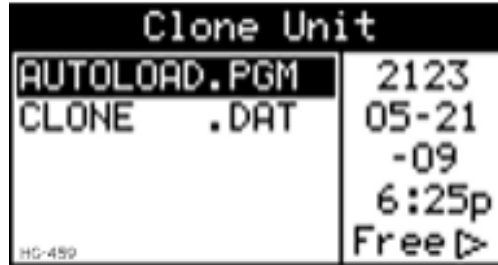 Clone Unit
AUTOLOAD.PGM
CLONE .DAT
2123
05-21
-09
6:25p
Free
HG-459